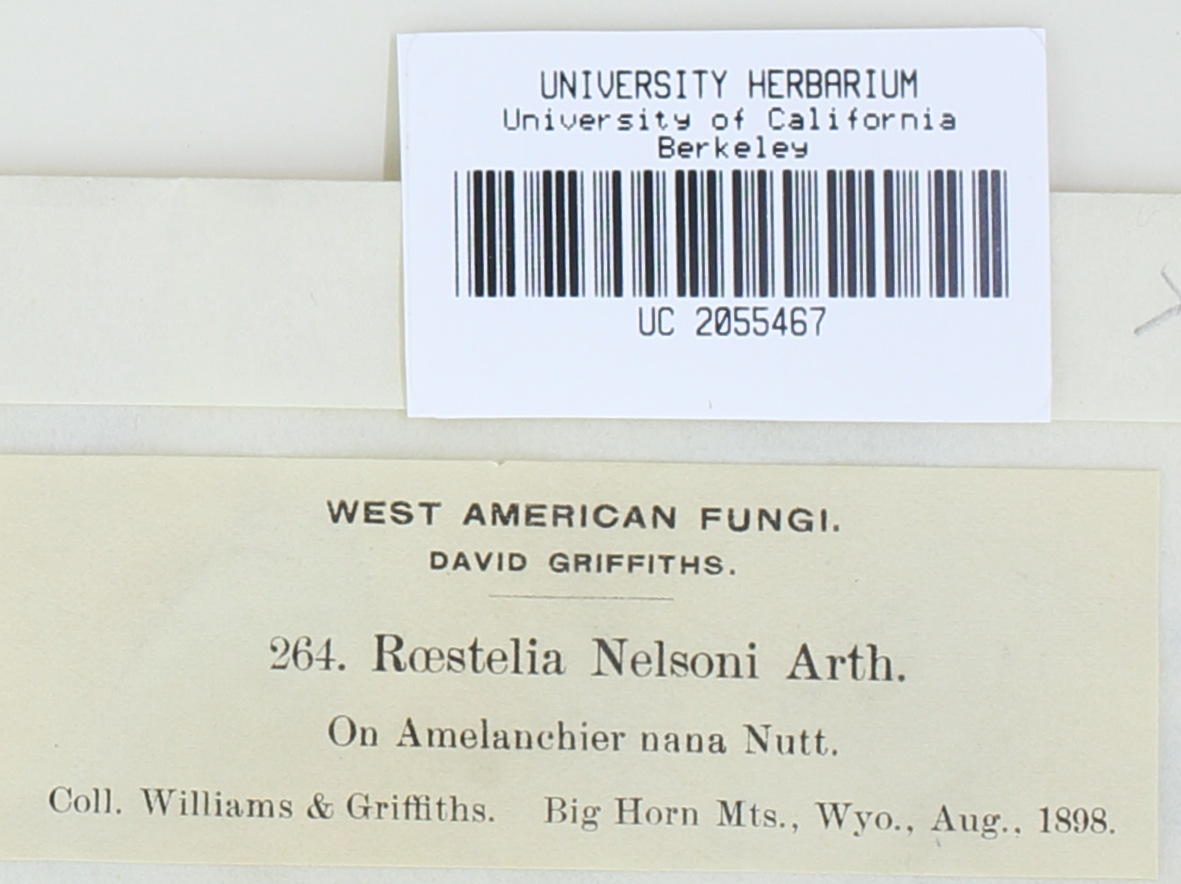 UNIVERSITY HERBARIUM
University of California
Berkeley
UC 2055467
WEST AMERICAN FUNGI.
DAVID GRIFFITHS.
264. Rœstelia Nelsoni Arth.
On Amelanchier nana Nutt.
Coll. Williams & Griffiths. Big Horn Mts., Wyo., Aug., 1898.